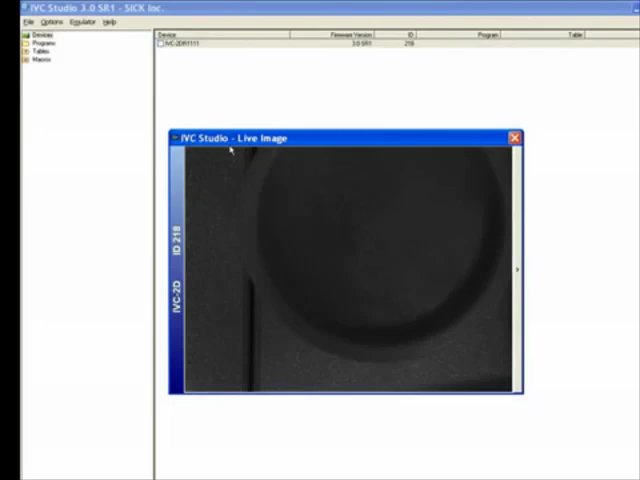 IVC Studio 3.0 SR1 - SICK Inc.
File Options Emulator Help
Devices
Programs
Tables
Macros
Device Firmware Version ID Program Table
IVC-2DR1111 3.0 SR1 218
IVC Studio - Live Image
IVC-2D ID 218